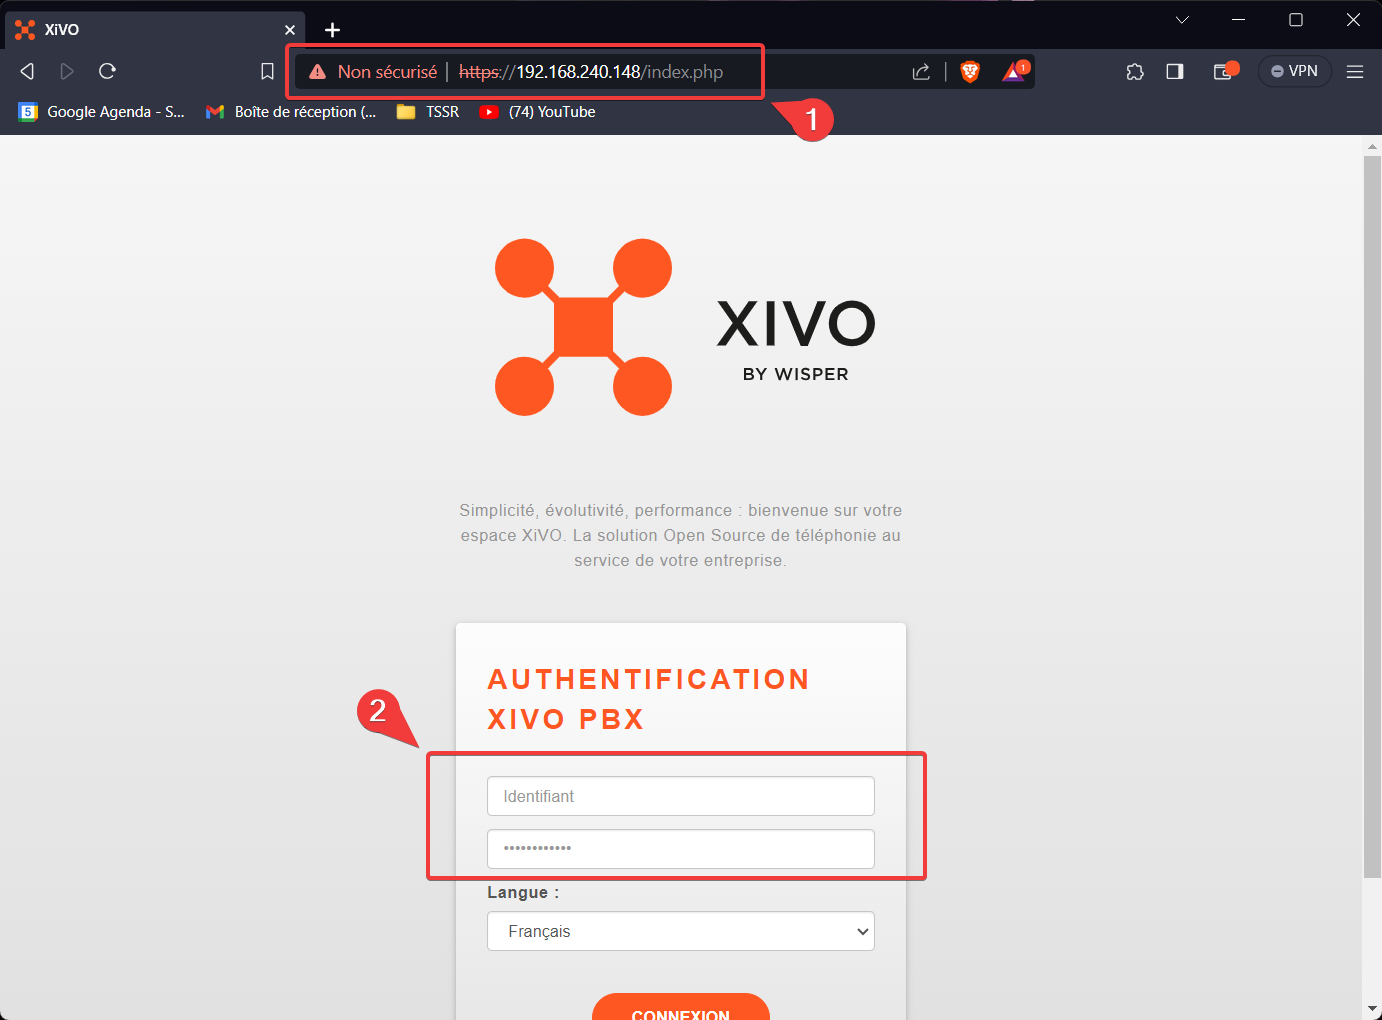 XiVO
Non sécurisé https://192.168.240.148/index.php
1
VPN
5 Google Agenda - S...
Boîte de réception (...
TSSR
(74) YouTube
1
XIVO
BY WISPER
Simplicité, évolutivité, performance : bienvenue sur votre
espace XiVO. La solution Open Source de téléphonie au
service de votre entreprise.
AUTHENTIFICATION
XIVO PBX
2
Identifiant
••••••••••••
Langue :
Français
CONNEXION